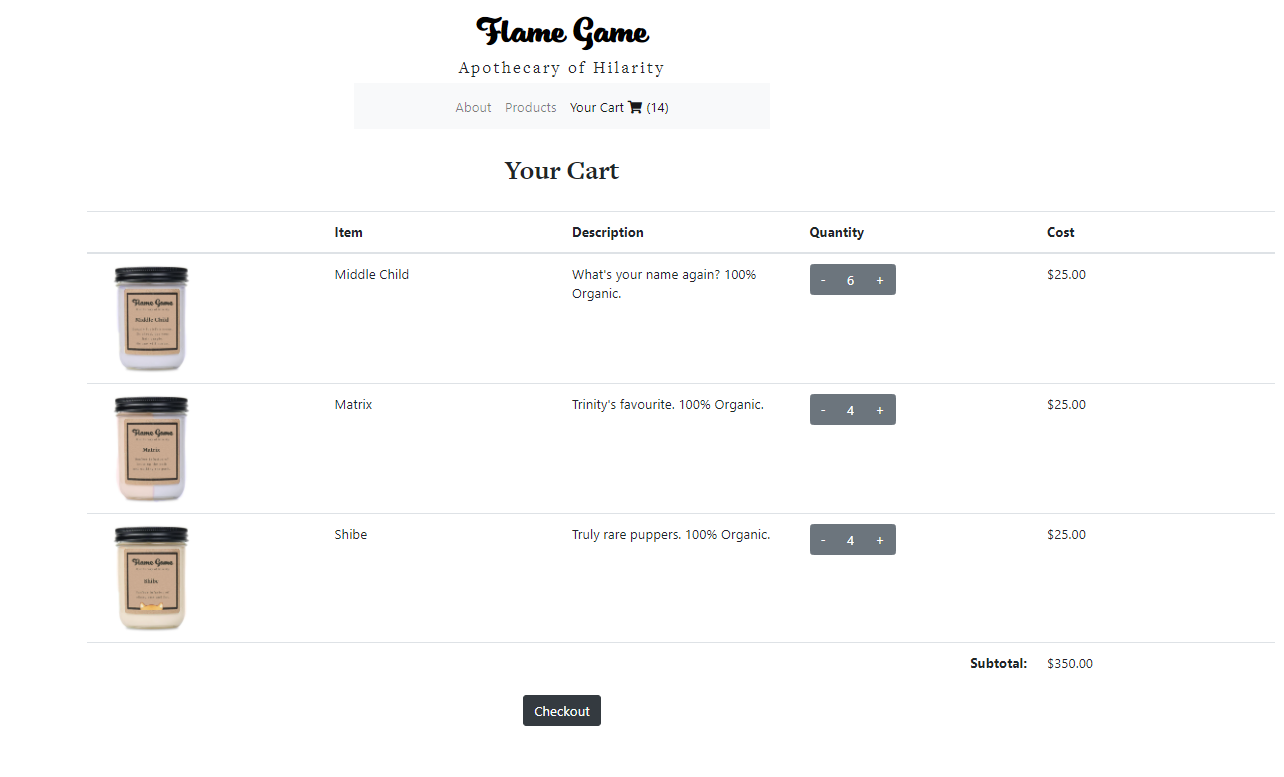 Flame Game
Apothecary of Hilarity
About Products Your Cart (14)
Your Cart
Item Description Quantity Cost
Flame Game
Middle Child
Middle Child What's your name again? 100% - 6 + $25.00
Organic.
Flame Game
Matrix
Matrix Trinity's favourite. 100% Organic. - 4 + $25.00
Flame Game
Shibe
Shibe Truly rare puppers. 100% Organic. - 4 + $25.00
Subtotal: $350.00
Checkout